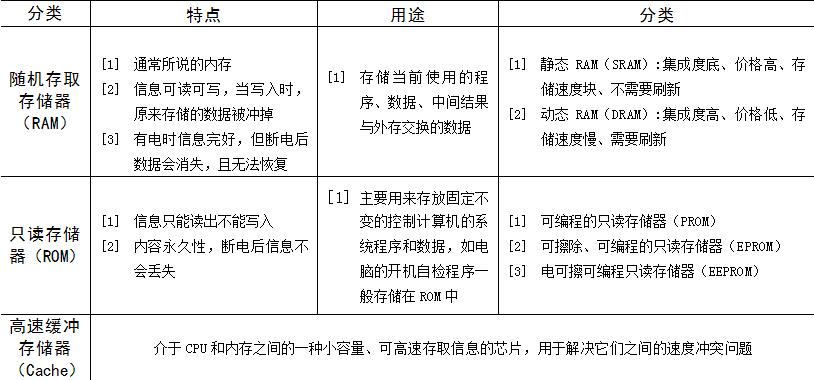 分类 特点 用途 分类
随机存取
存储器
（RAM）
[1] 通常所说的内存
[2] 信息可读可写，当写入时，
原来存储的数据被冲掉
[3] 有电时信息完好，但断电后
数据会消失，且无法恢复
[1] 存储当前使用的程
序、数据、中间结果
与外存交换的数据
[1] 静态 RAM（SRAM）:集成度底、价格高、存
储速度块、不需要刷新
[2] 动态 RAM（DRAM）:集成度高、价格低、存
储速度慢、需要刷新
只读存储
器（ROM）
[1] 信息只能读出不能写入
[2] 内容永久性，断电后信息不
会丢失
[1] 主要用来存放固定不
变的控制计算机的系
统程序和数据，如电
脑的开机自检程序一
般存储在 ROM 中
[1] 可编程的只读存储器（PROM）
[2] 可擦除、可编程的只读存储器（EPROM）
[3] 电可擦可编程只读存储器（EEPROM）
高速缓冲
存储器
（Cache）
介于 CPU 和内存之间的一种小容量、可高速存取信息的芯片，用于解决它们之间的速度冲突问题